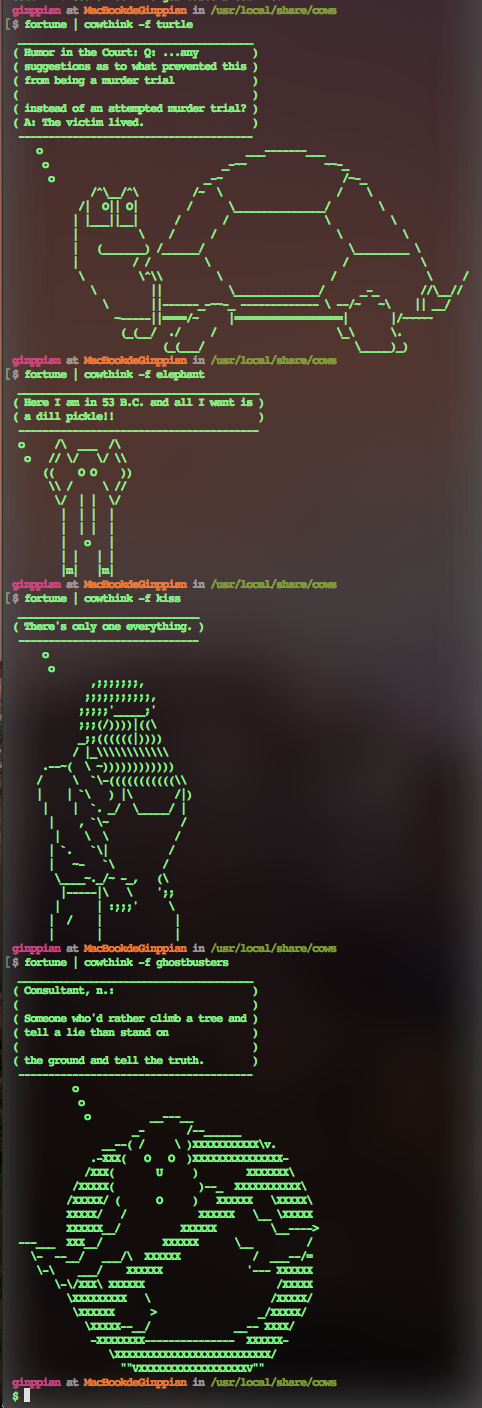 ginppian at MacBookdeGinppian in /usr/local/share/cows
[$ fortune | cowthink -f turtle
( Humor in the Court: Q: ...any )
( suggestions as to what prevented this )
( from being a murder trial )
( )
( instead of an attempted murder trial? )
( A: The victim lived. )
ginppian at MacBookdeGinppian in /usr/local/share/cows
[$ fortune | cowthink -f elephant
( Here I am in 53 B.C. and all I want is )
( a dill pickle!! )
ginppian at MacBookdeGinppian in /usr/local/share/cows
[$ fortune | cowthink -f kiss
( There's only one everything. )
ginppian at MacBookdeGinppian in /usr/local/share/cows
[$ fortune | cowthink -f ghostbusters
( Consultant, n.: )
( )
( Someone who'd rather climb a tree and )
( tell a lie than stand on )
( )
( the ground and tell the truth. )
ginppian at MacBookdeGinppian in /usr/local/share/cows
$